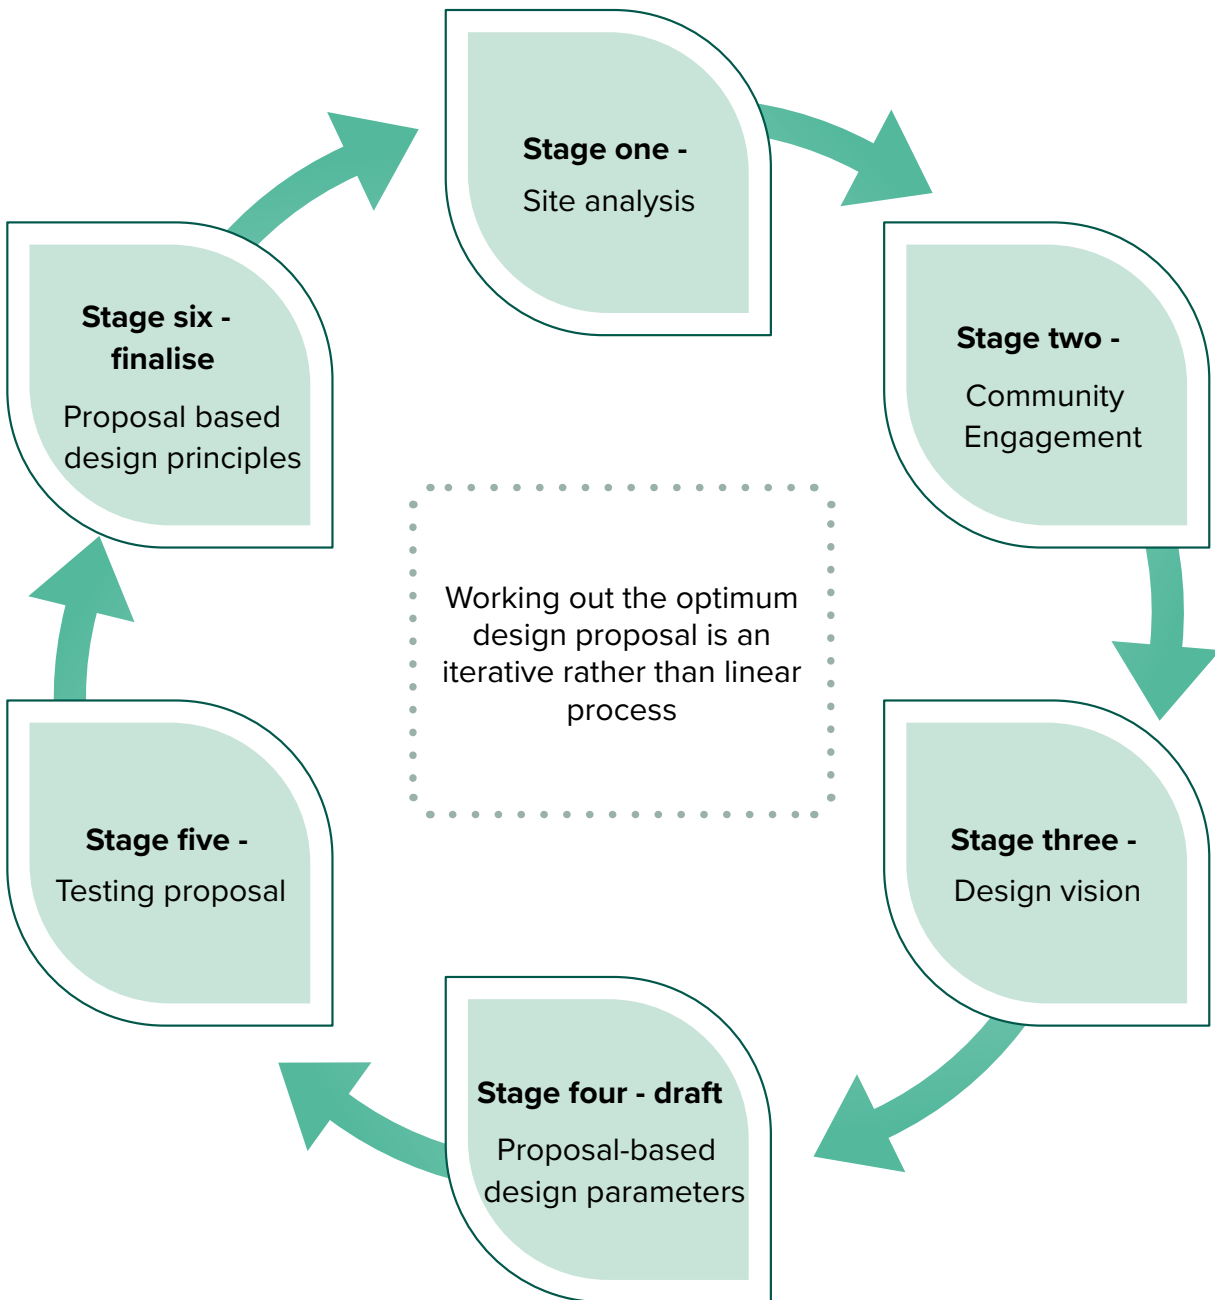 Stage one -
Site analysis
Stage two -
Community
Engagement
Stage three -
Design vision
Stage four - draft
Proposal-based
design parameters
Stage five -
Testing proposal
Stage six -
finalise
Proposal based
design principles
Working out the optimum
design proposal is an
iterative rather than linear
process